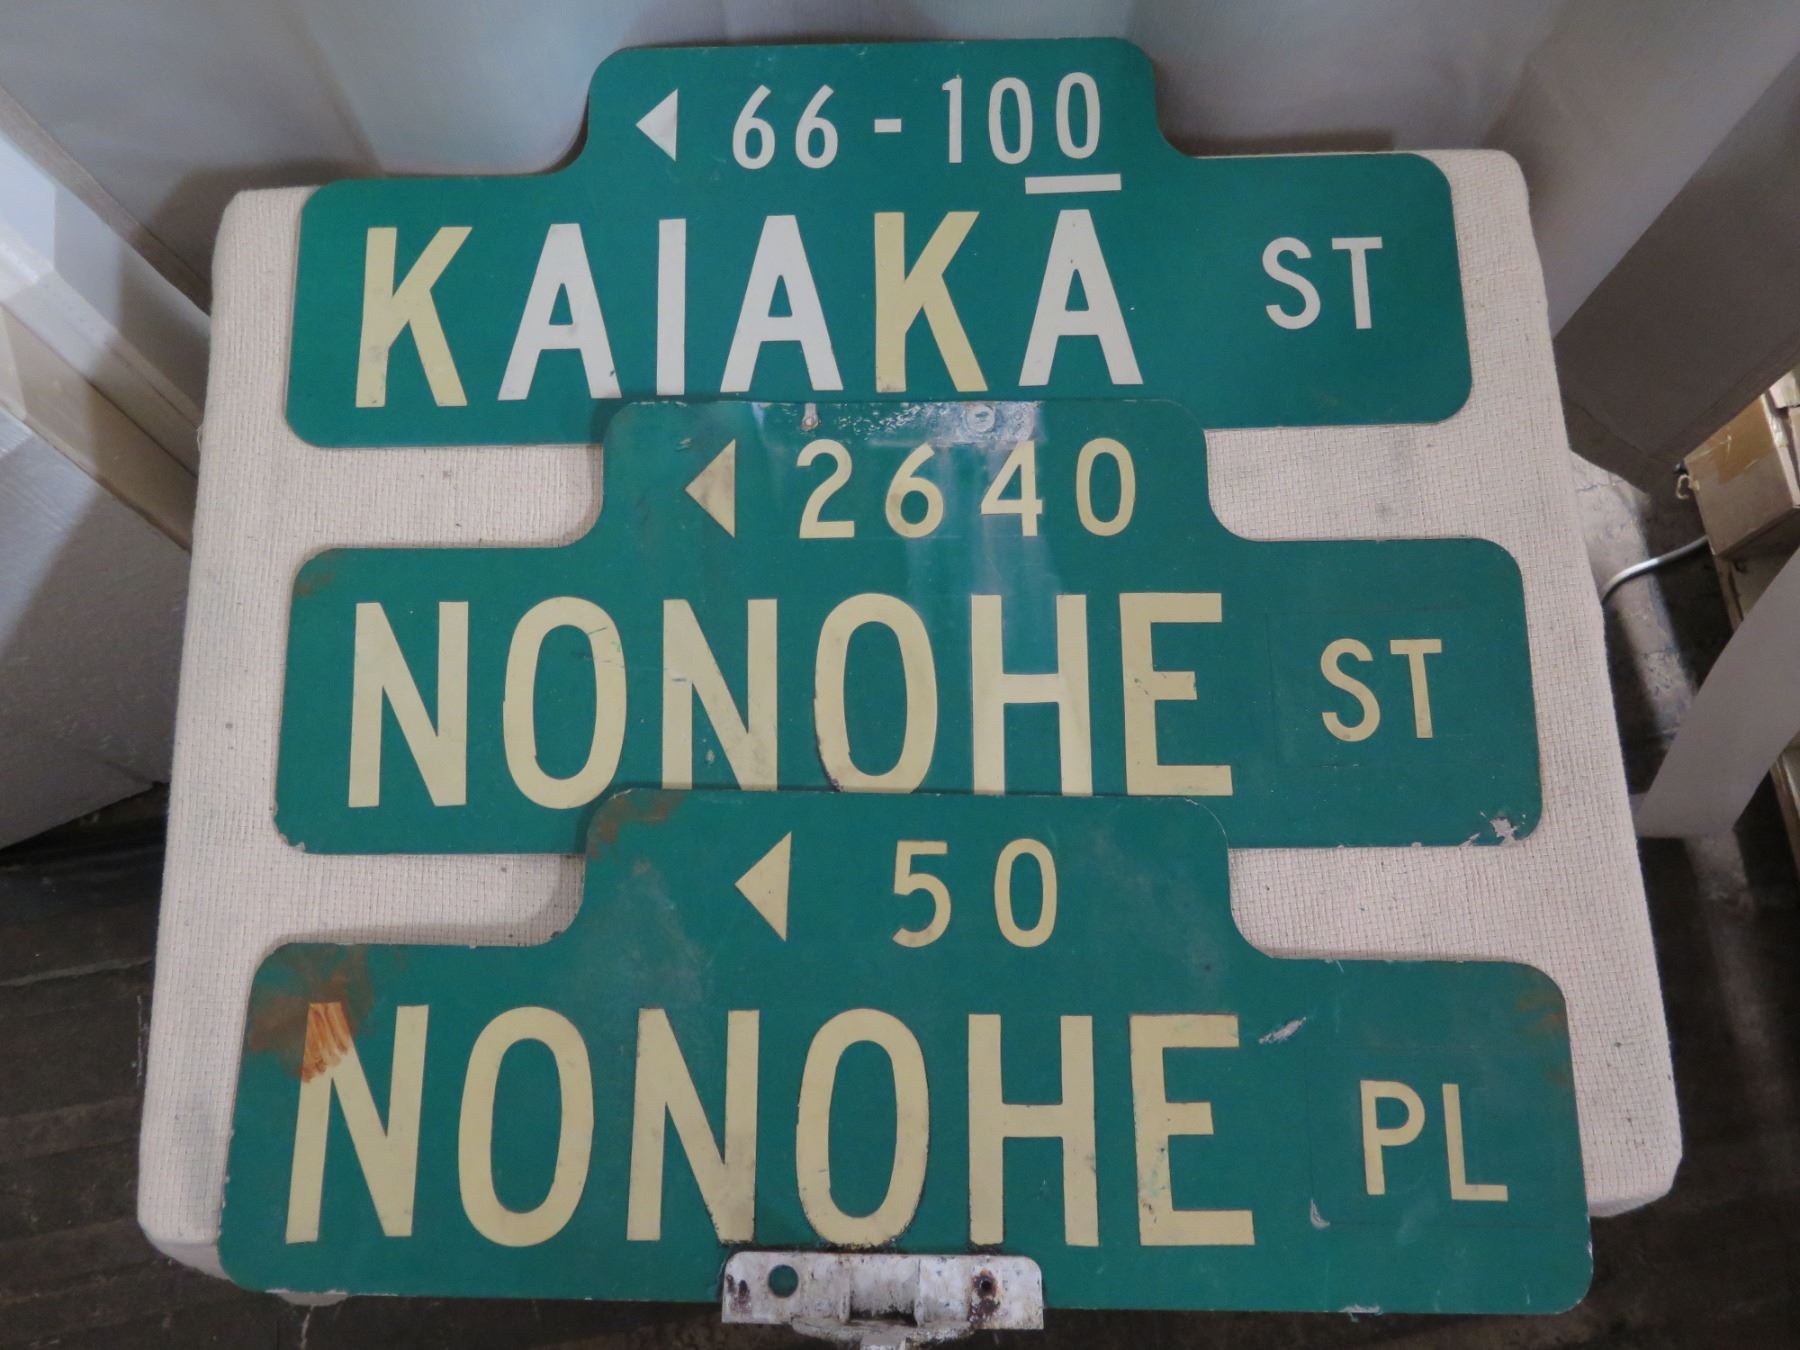 ◀ 66-100
KAIAKĀ ST
◀ 2640
NONOHE ST
◀ 50
NONOHE PL